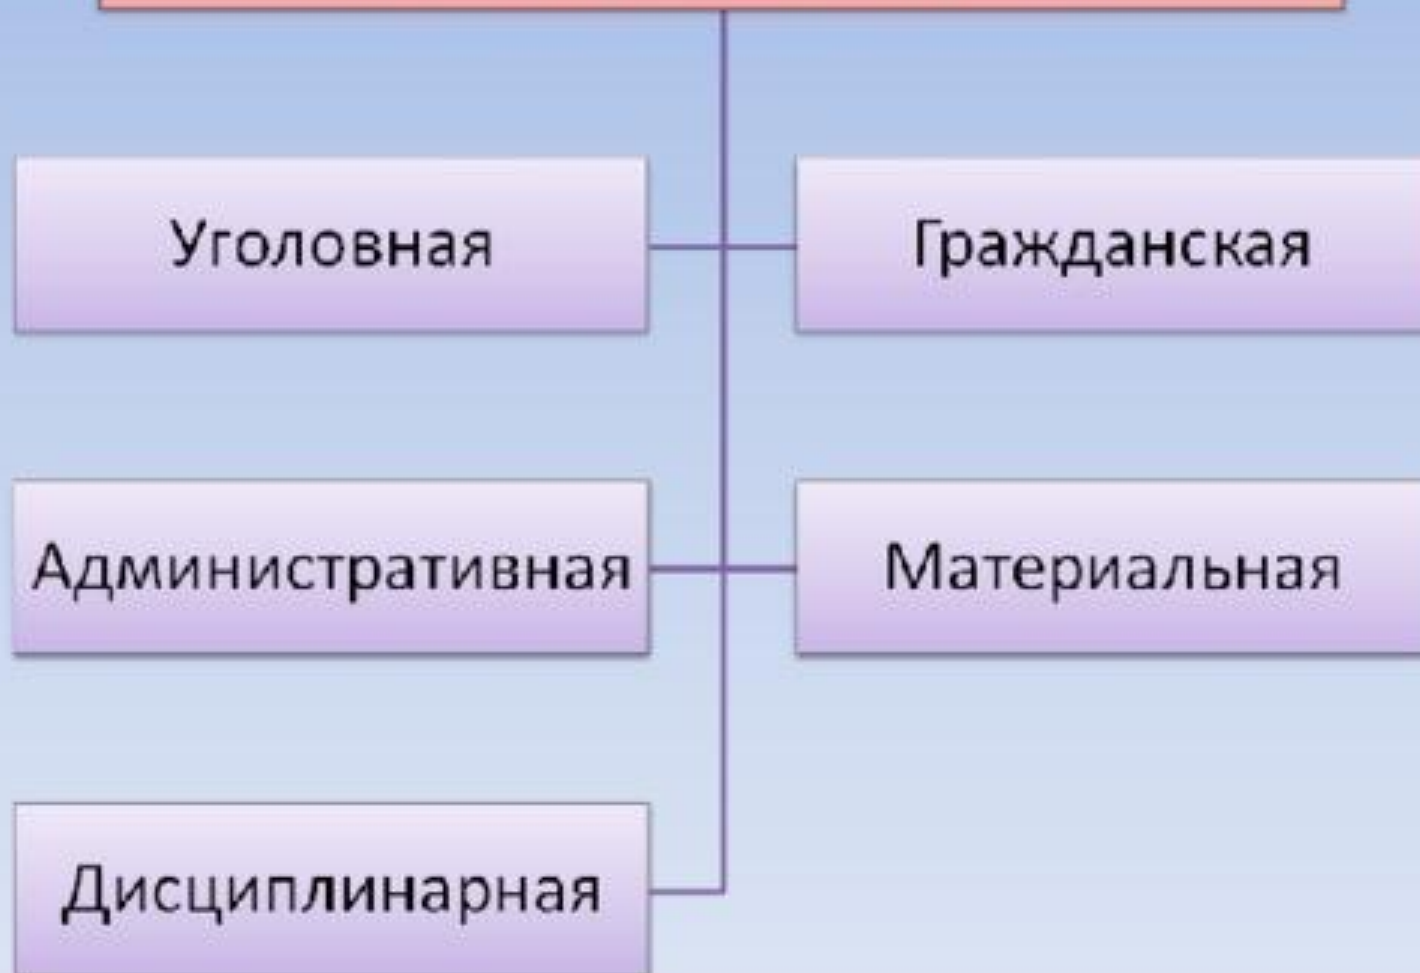 Уголовная
Гражданская
Административная
Материальная
Дисциплинарная